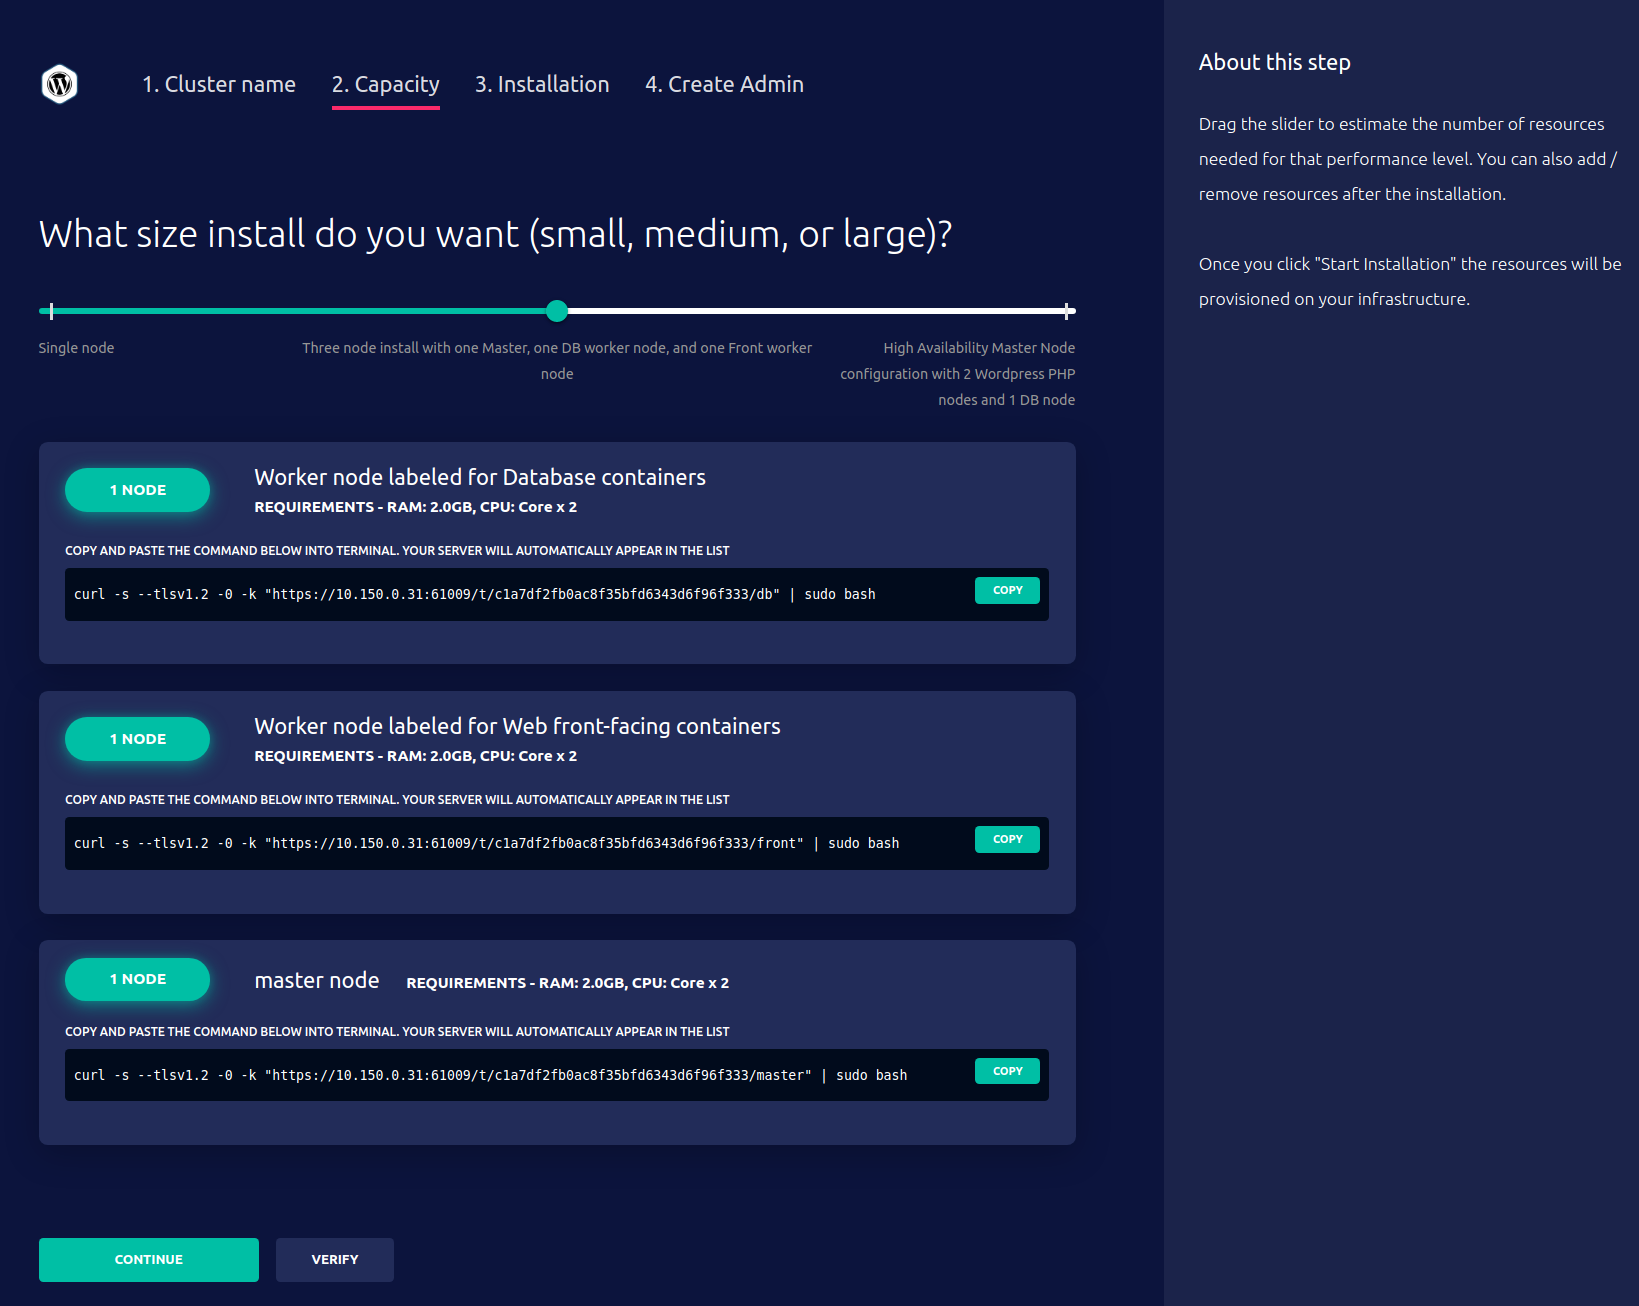 1. Cluster name 2. Capacity 3. Installation 4. Create Admin
What size install do you want (small, medium, or large)?
Single node
Three node install with one Master, one DB worker node, and one Front worker
node
High Availability Master Node
configuration with 2 Wordpress PHP
nodes and 1 DB node
1 NODE
Worker node labeled for Database containers
REQUIREMENTS - RAM: 2.0GB, CPU: Core x 2
COPY AND PASTE THE COMMAND BELOW INTO TERMINAL. YOUR SERVER WILL AUTOMATICALLY APPEAR IN THE LIST
curl -s --tlsv1.2 -0 -k "https://10.150.0.31:61009/t/c1a7df2fb0ac8f35bfd6343d6f96f333/db" | sudo bash
COPY
1 NODE
Worker node labeled for Web front-facing containers
REQUIREMENTS - RAM: 2.0GB, CPU: Core x 2
COPY AND PASTE THE COMMAND BELOW INTO TERMINAL. YOUR SERVER WILL AUTOMATICALLY APPEAR IN THE LIST
curl -s --tlsv1.2 -0 -k "https://10.150.0.31:61009/t/c1a7df2fb0ac8f35bfd6343d6f96f333/front" | sudo bash
COPY
1 NODE
master node REQUIREMENTS - RAM: 2.0GB, CPU: Core x 2
COPY AND PASTE THE COMMAND BELOW INTO TERMINAL. YOUR SERVER WILL AUTOMATICALLY APPEAR IN THE LIST
curl -s --tlsv1.2 -0 -k "https://10.150.0.31:61009/t/c1a7df2fb0ac8f35bfd6343d6f96f333/master" | sudo bash
COPY
CONTINUE
VERIFY
About this step
Drag the slider to estimate the number of resources
needed for that performance level. You can also add /
remove resources after the installation.
Once you click "Start Installation" the resources will be
provisioned on your infrastructure.